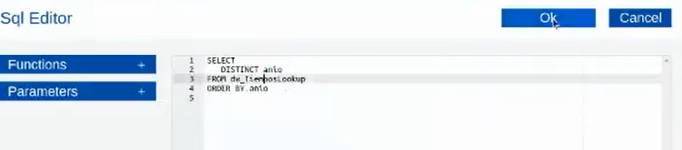 Sql Editor
Ok
Cancel
Functions +
Parameters +
1 SELECT
2 DISTINCT anio
3 FROM dw_TiemposLookup
4 ORDER BY anio
5